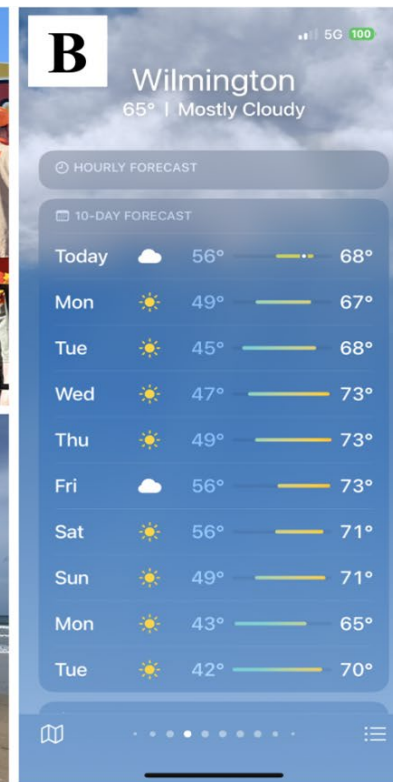 B
5G 100
Wilmington
65° | Mostly Cloudy
HOURLY FORECAST
10-DAY FORECAST
Today 56° 68°
Mon 49° 67°
Tue 45° 68°
Wed 47° 73°
Thu 49° 73°
Fri 56° 73°
Sat 56° 71°
Sun 49° 71°
Mon 43° 65°
Tue 42° 70°